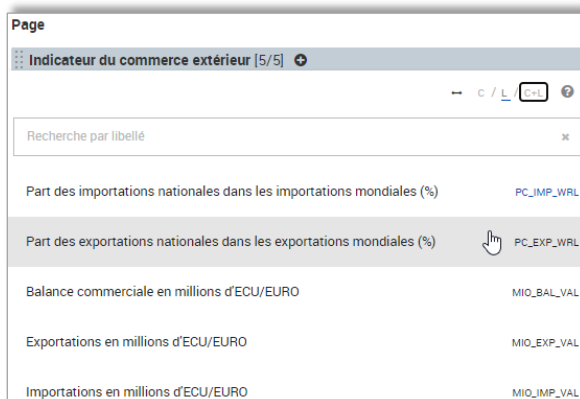 Page
Indicateur du commerce extérieur [5/5]
C / L / C+L
Recherche par libellé
Part des importations nationales dans les importations mondiales (%) PC_IMP_WRL
Part des exportations nationales dans les exportations mondiales (%) PC_EXP_WRL
Balance commerciale en millions d'ECU/EURO MIO_BAL_VAL
Exportations en millions d'ECU/EURO MIO_EXP_VAL
Importations en millions d'ECU/EURO MIO_IMP_VAL